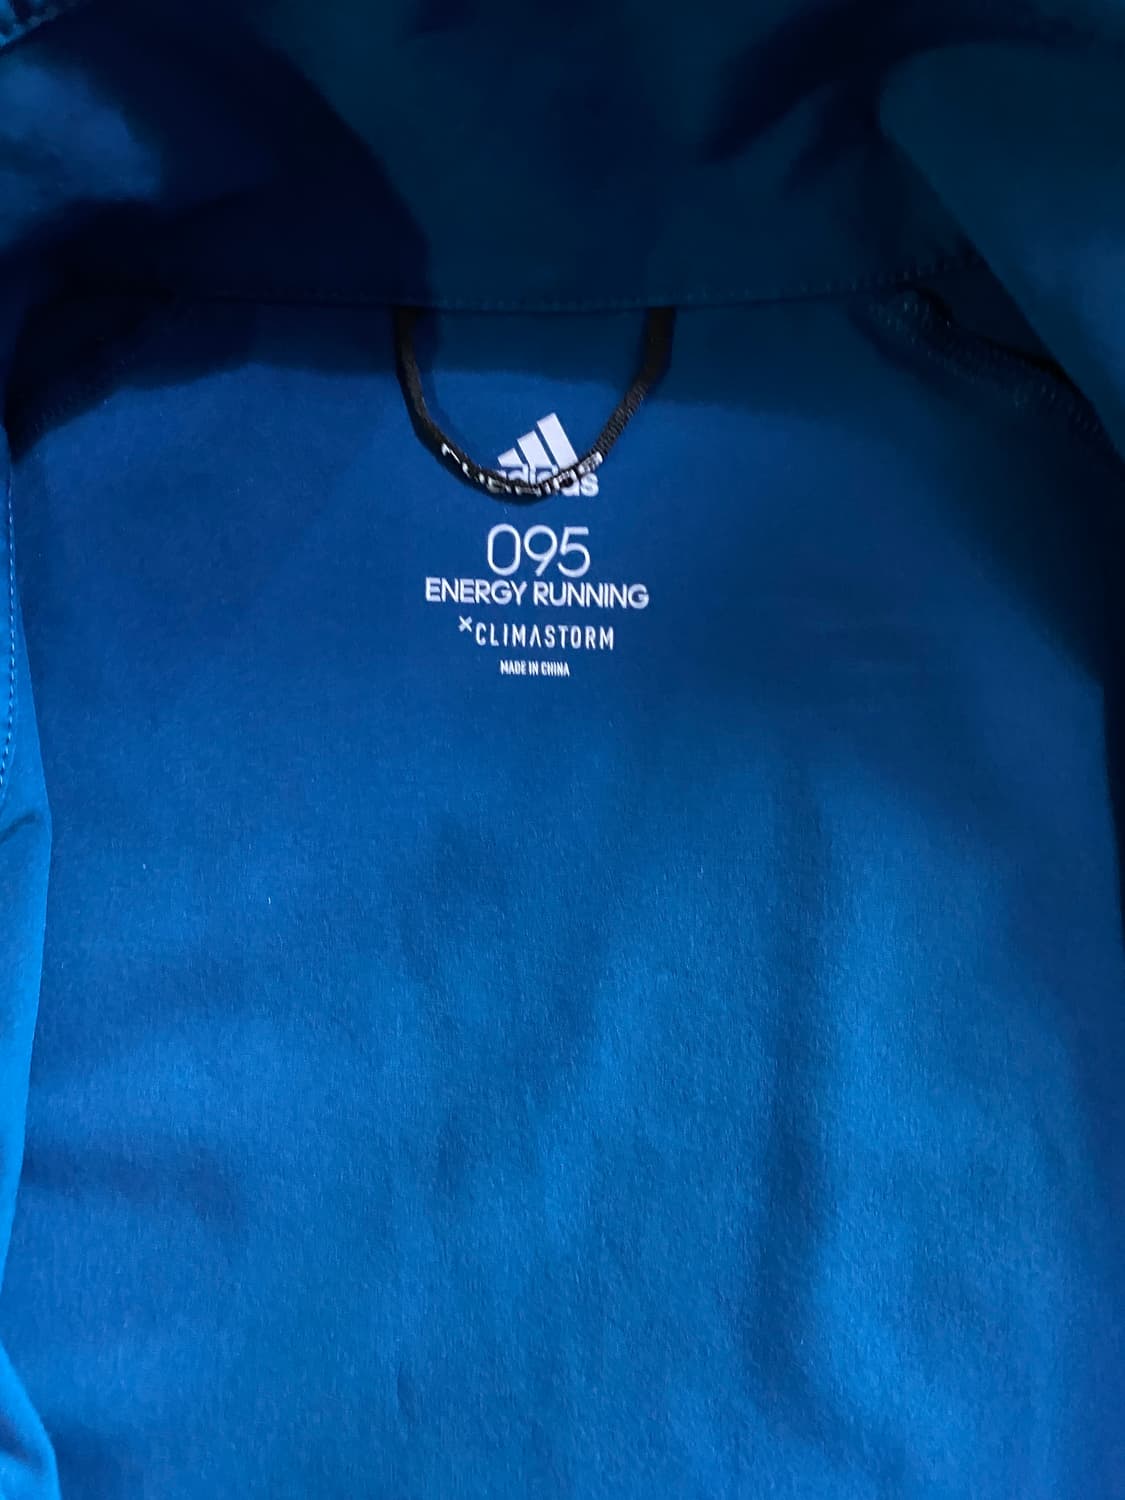 adidas
095
ENERGY RUNNING
×CLIMASTORM
MADE IN CHINA